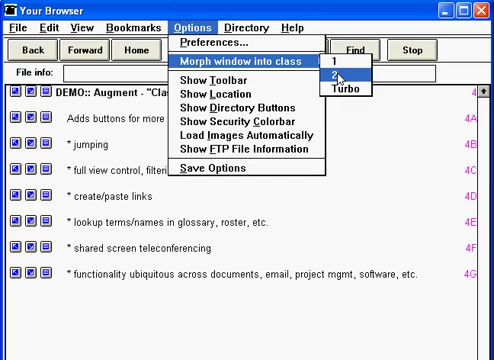 Your Browser
File Edit View Bookmarks Options Directory Help
Back Forward Home Find Stop
Preferences...
Morph window into class
1
2
Turbo
Show Toolbar
Show Location
Show Directory Buttons
Show Security Colorbar
Load Images Automatically
Show FTP File Information
Save Options
File info:
DEMO:: Augment - "Clas 4
Adds buttons for more 4A
* jumping 4B
* full view control, filteri 4C
* create/paste links 4D
* lookup terms/names in glossary, roster, etc. 4E
* shared screen teleconferencing 4F
* functionality ubiquitous across documents, email, project mgmt, software, etc. 4G